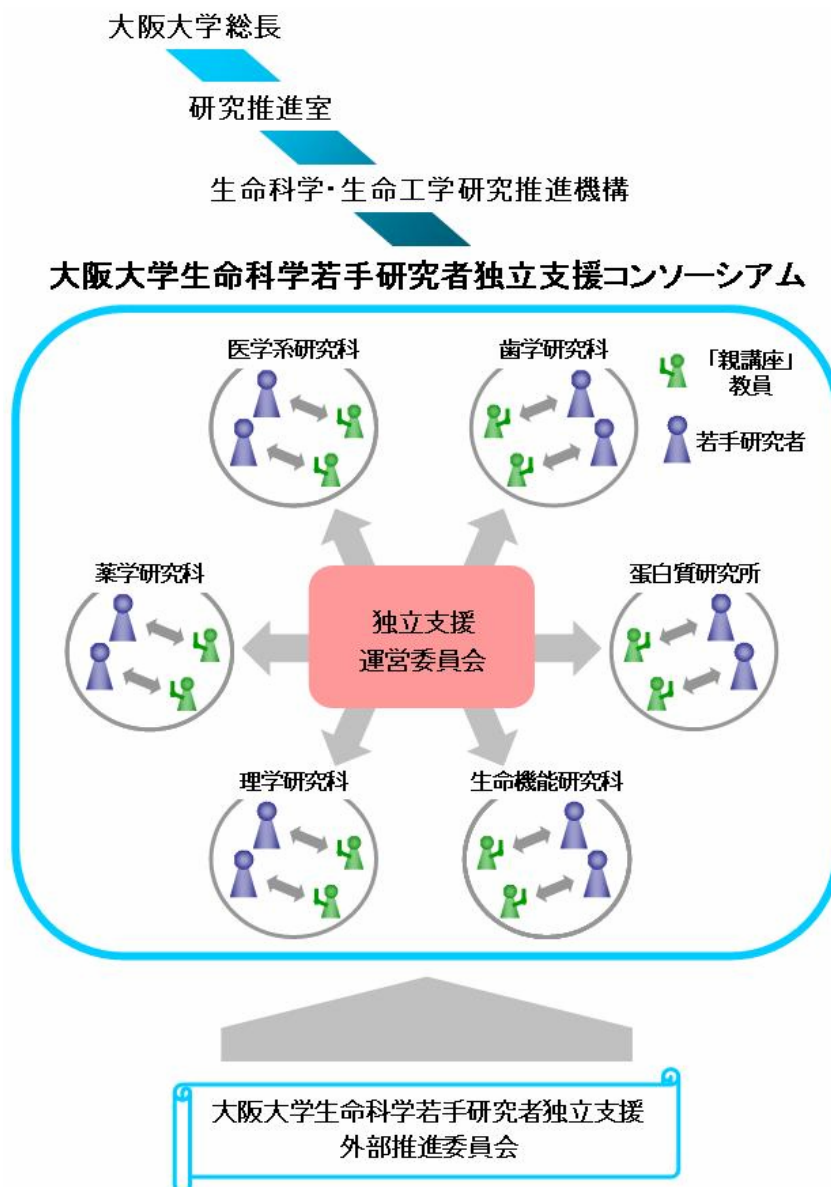 大阪大学総長
研究推進室
生命科学・生命工学研究推進機構
大阪大学生命科学若手研究者独立支援コンソーシアム
医学系研究科
歯学研究科
「親講座」
教員
若手研究者
薬学研究科
独立支援
運営委員会
蛋白質研究所
理学研究科
生命機能研究科
大阪大学生命科学若手研究者独立支援
外部推進委員会